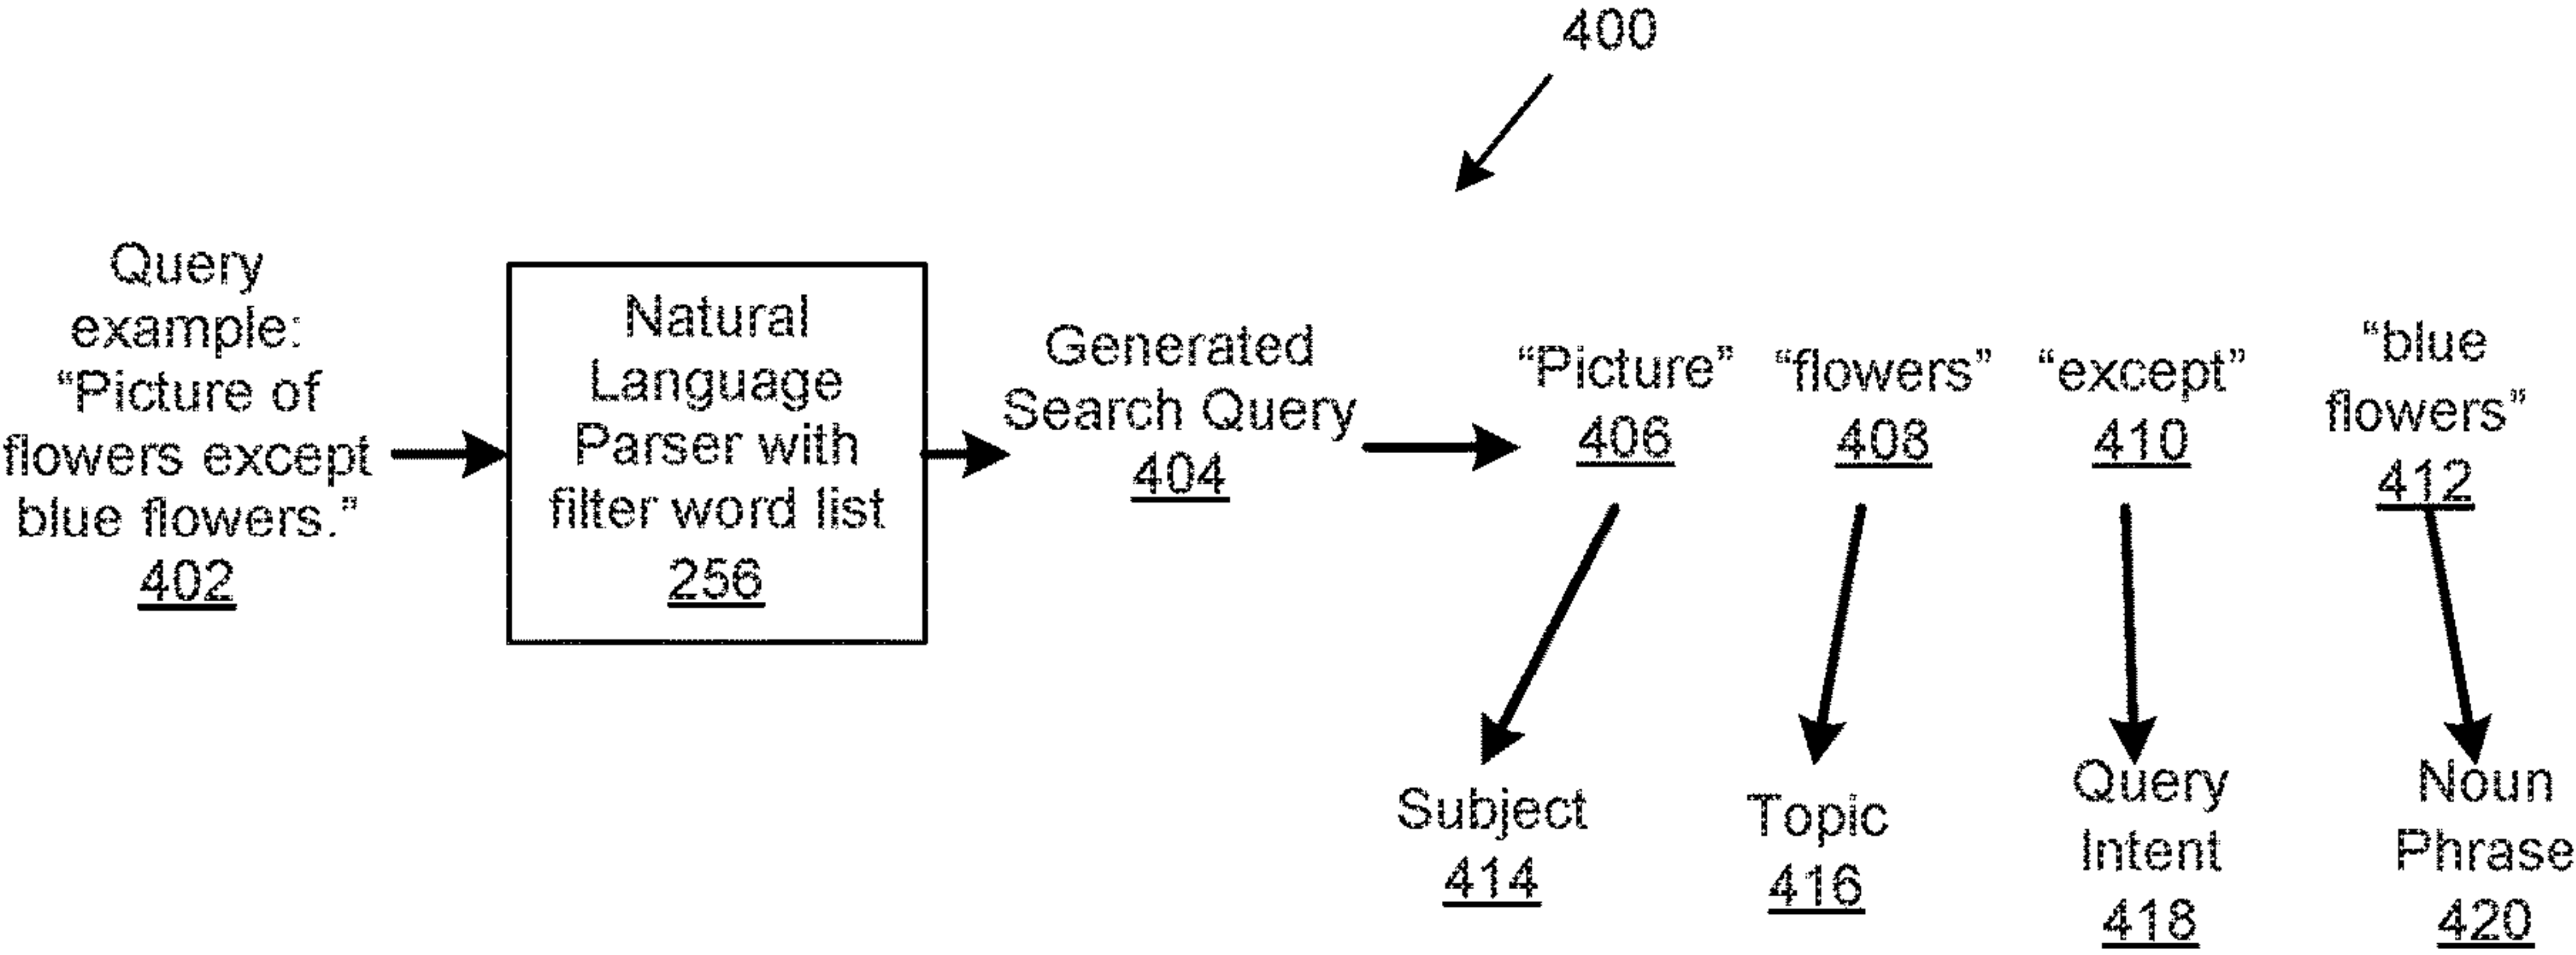 400
Query
example:
“Picture of
flowers except
blue flowers.”
402
Natural
Language
Parser with
filter word list
256
Generated
Search Query
404
“Picture”
406
“flowers”
408
“except”
410
“blue
flowers”
412
Subject
414
Topic
416
Query
Intent
418
Noun
Phrase
420